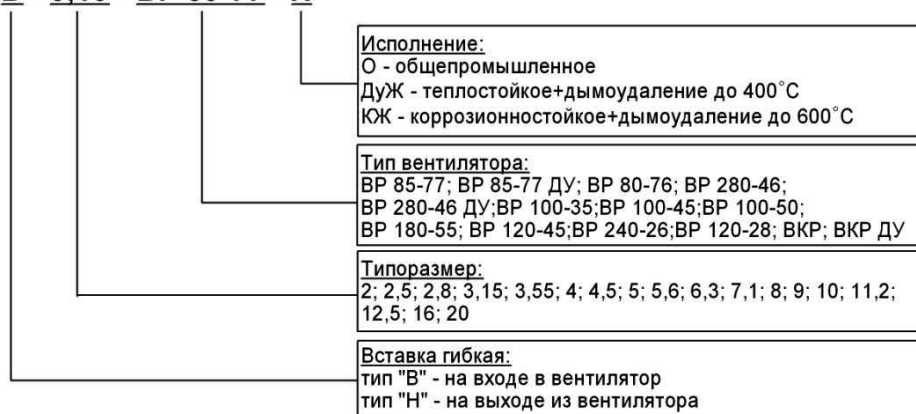 Исполнение:
О - общепромышленное
ДуЖ - теплостойкое+дымоудаление до 400°С
КЖ - коррозионностойкое+дымоудаление до 600°С
Тип вентилятора:
ВР 85-77; ВР 85-77 ДУ; ВР 80-76; ВР 280-46;
ВР 280-46 ДУ;ВР 100-35;ВР 100-45;ВР 100-50;
ВР 180-55; ВР 120-45;ВР 240-26;ВР 120-28; ВКР; ВКР ДУ
Типоразмер:
2; 2,5; 2,8; 3,15; 3,55; 4; 4,5; 5; 5,6; 6,3; 7,1; 8; 9; 10; 11,2;
12,5; 16; 20
Вставка гибкая:
тип "В" - на входе в вентилятор
тип "Н" - на выходе из вентилятора